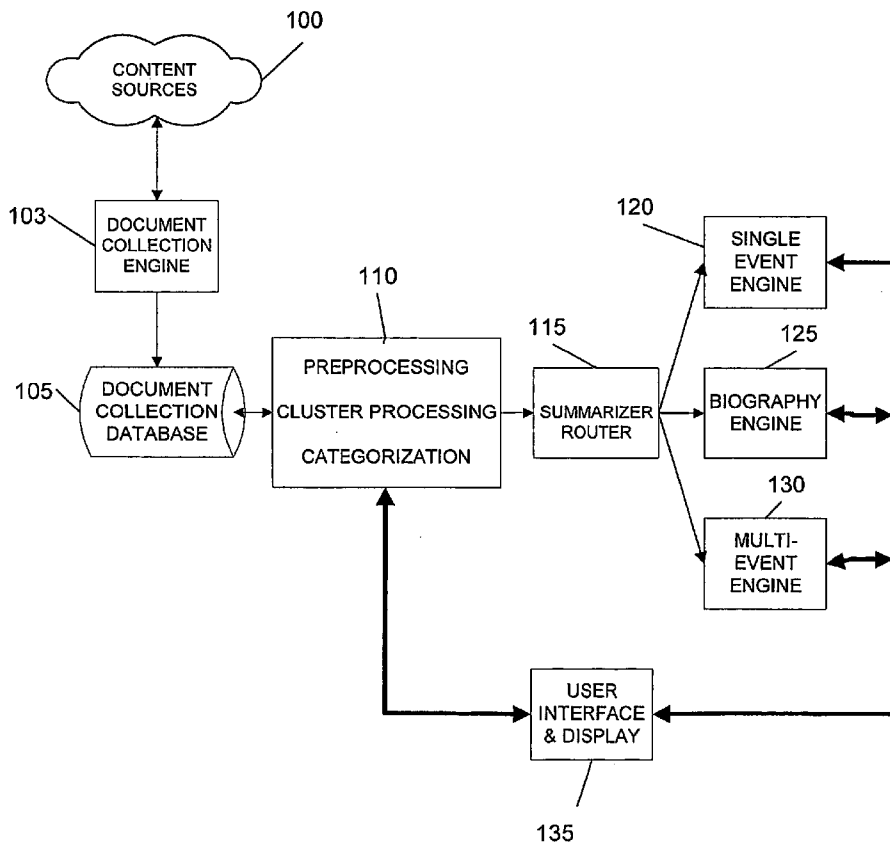 100
CONTENT
SOURCES
103
DOCUMENT
COLLECTION
ENGINE
105
DOCUMENT
COLLECTION
DATABASE
110
PREPROCESSING
CLUSTER PROCESSING
CATEGORIZATION
115
SUMMARIZER
ROUTER
120
SINGLE
EVENT
ENGINE
125
BIOGRAPHY
ENGINE
130
MULTI-
EVENT
ENGINE
USER
INTERFACE
& DISPLAY
135